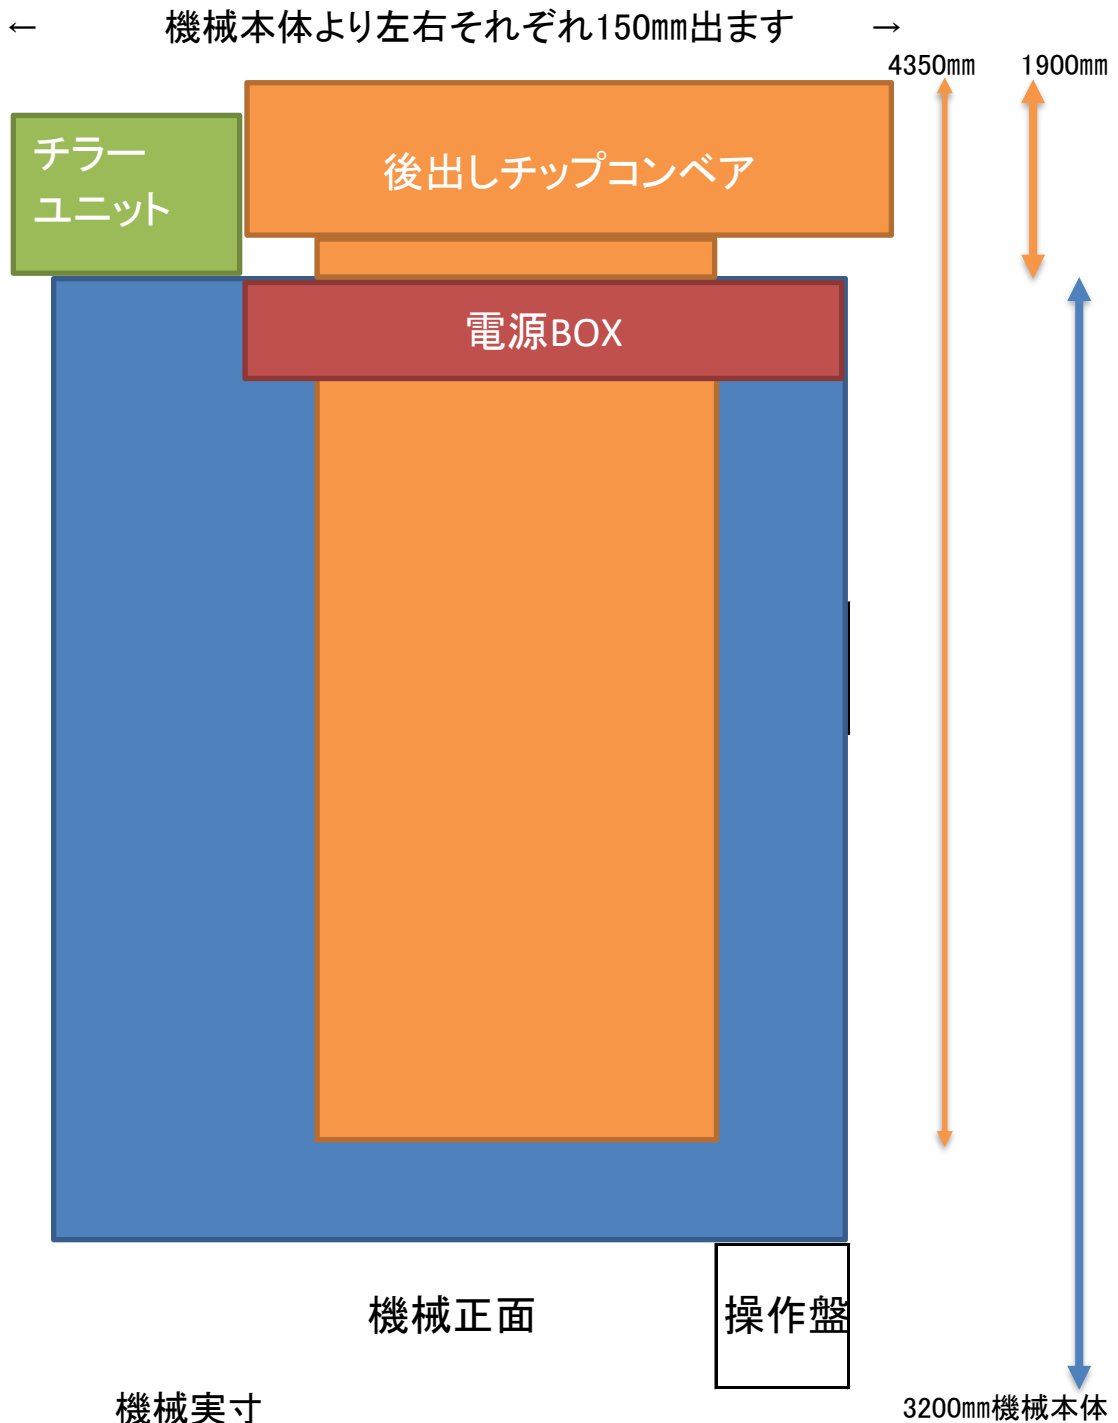 ← 機械本体より左右それぞれ150㎜出ます →
4350㎜ 1900㎜
チラー
ユニット
後出しチップコンベア
電源BOX
機械正面
操作盤
機械実寸
3200㎜機械本体